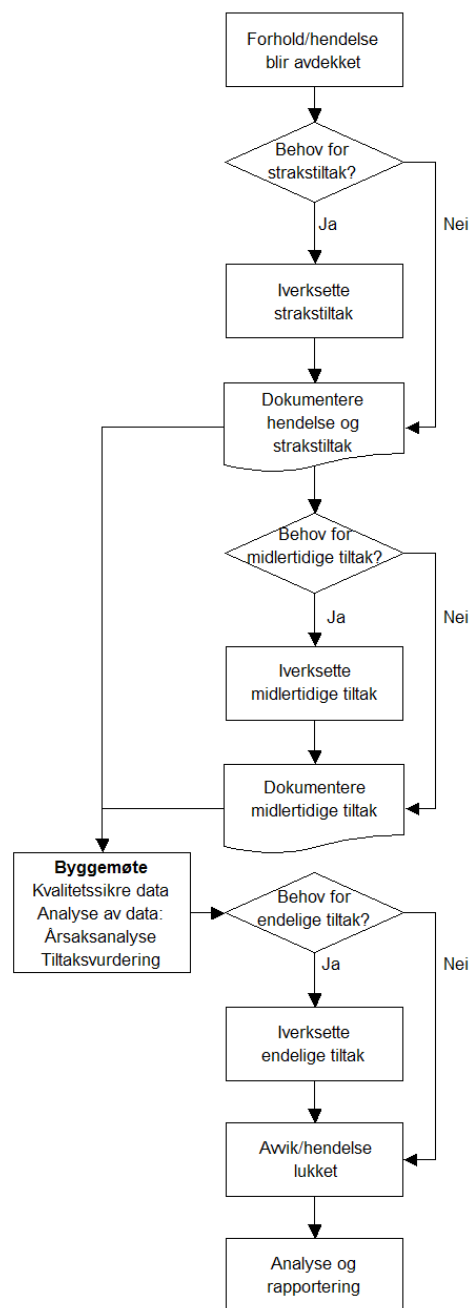 Forhold/hendelse
blir avdekket
Behov for
strakstiltak?
Ja
Nei
Iverksette
strakstiltak
Dokumentere
hendelse og
strakstiltak
Behov for
midlertidige tiltak?
Ja
Nei
Iverksette
midlertidige tiltak
Dokumentere
midlertidige tiltak
Byggemøte
Kvalitetssikre data
Analyse av data:
Årsaksanalyse
Tiltaksvurdering
Behov for
endelige tiltak?
Ja
Nei
Iverksette
endelige tiltak
Avvik/hendelse
lukket
Analyse og
rapportering